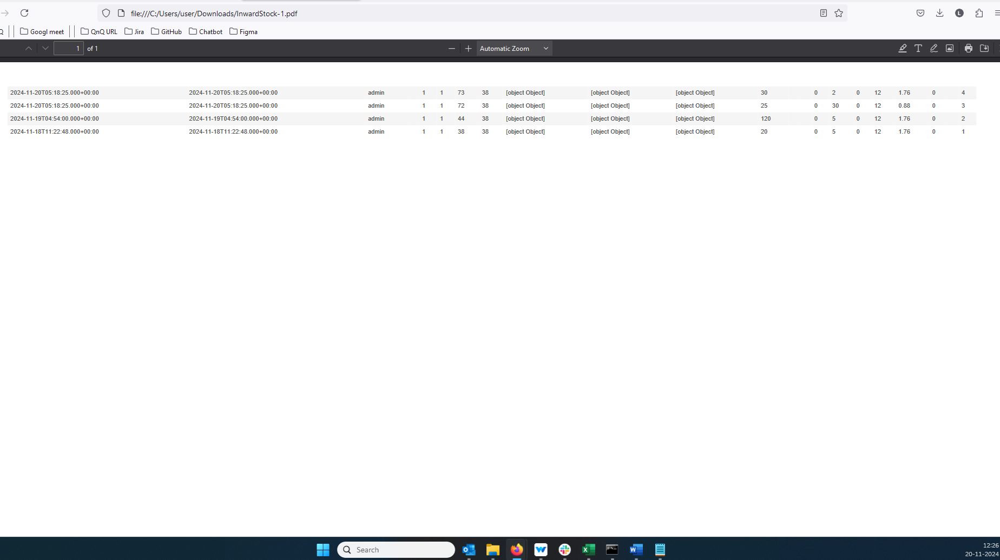 file:///C:/Users/user/Downloads/InwardStock-1.pdf
L
Googl meet QnQ URL Jira GitHub Chatbot Figma
1 of 1 Automatic Zoom
2024-11-20T05:18:25.000+00:00 2024-11-20T05:18:25.000+00:00 admin 1 1 73 38 [object Object] [object Object] [object Object] 30 0 2 0 12 1.76 0 4
2024-11-20T05:18:25.000+00:00 2024-11-20T05:18:25.000+00:00 admin 1 1 72 38 [object Object] [object Object] [object Object] 25 0 30 0 12 0.88 0 3
2024-11-19T04:54:00.000+00:00 2024-11-19T04:54:00.000+00:00 admin 1 1 44 38 [object Object] [object Object] [object Object] 120 0 5 0 12 1.76 0 2
2024-11-18T11:22:48.000+00:00 2024-11-18T11:22:48.000+00:00 admin 1 1 38 38 [object Object] [object Object] [object Object] 20 0 5 0 12 1.76 0 1
Search
12:26
20-11-2024